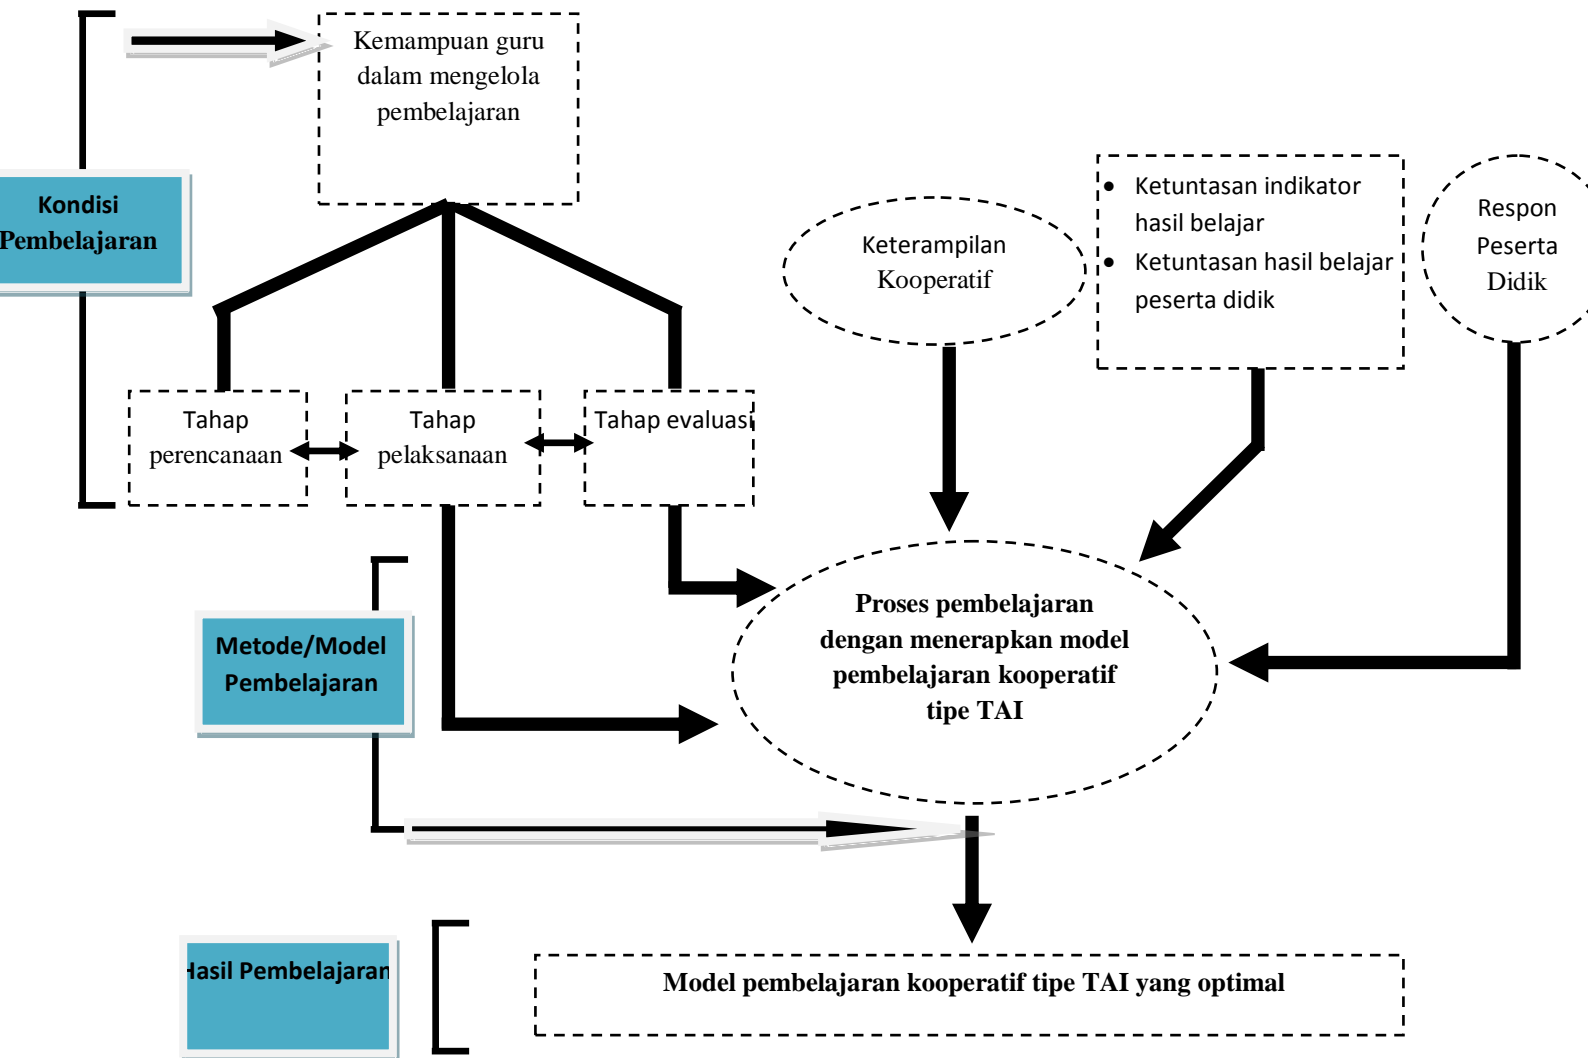 Kemampuan guru
dalam mengelola
pembelajaran
Kondisi
Pembelajaran
Keterampilan
Kooperatif
• Ketuntasan indikator
hasil belajar
• Ketuntasan hasil belajar
peserta didik
Respon
Peserta
Didik
Tahap
perencanaan
Tahap
pelaksanaan
Tahap evaluasi
Metode/Model
Pembelajaran
Proses pembelajaran
dengan menerapkan model
pembelajaran kooperatif
tipe TAI
Hasil Pembelajaran
Model pembelajaran kooperatif tipe TAI yang optimal